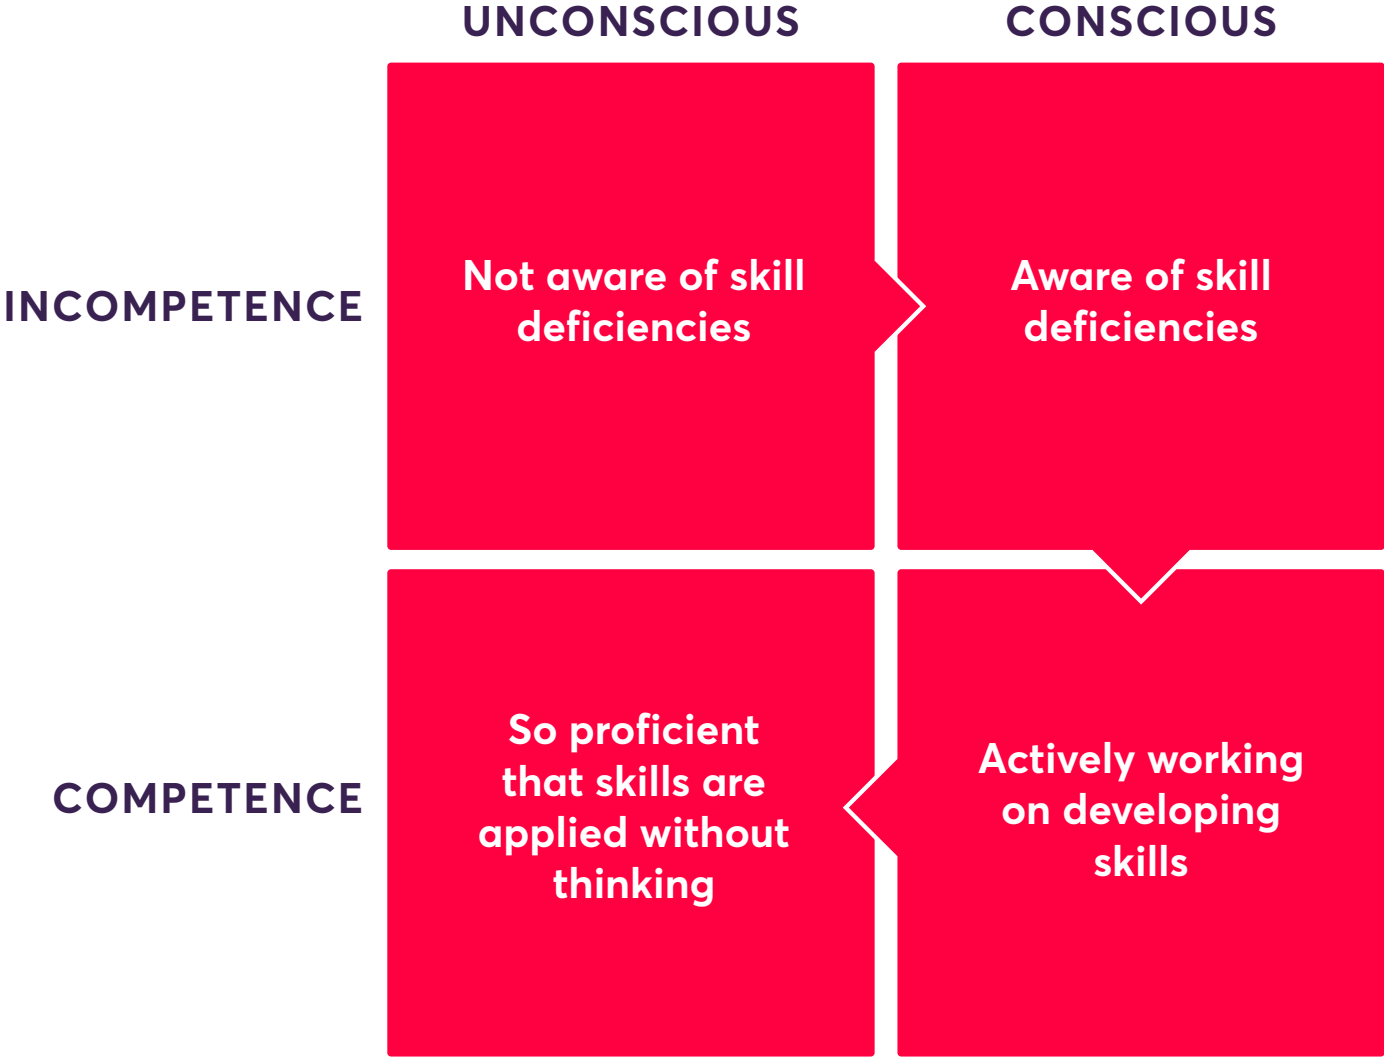 UNCONSCIOUS
CONSCIOUS
INCOMPETENCE
Not aware of skill
deficiencies
Aware of skill
deficiencies
COMPETENCE
So proficient
that skills are
applied without
thinking
Actively working
on developing
skills